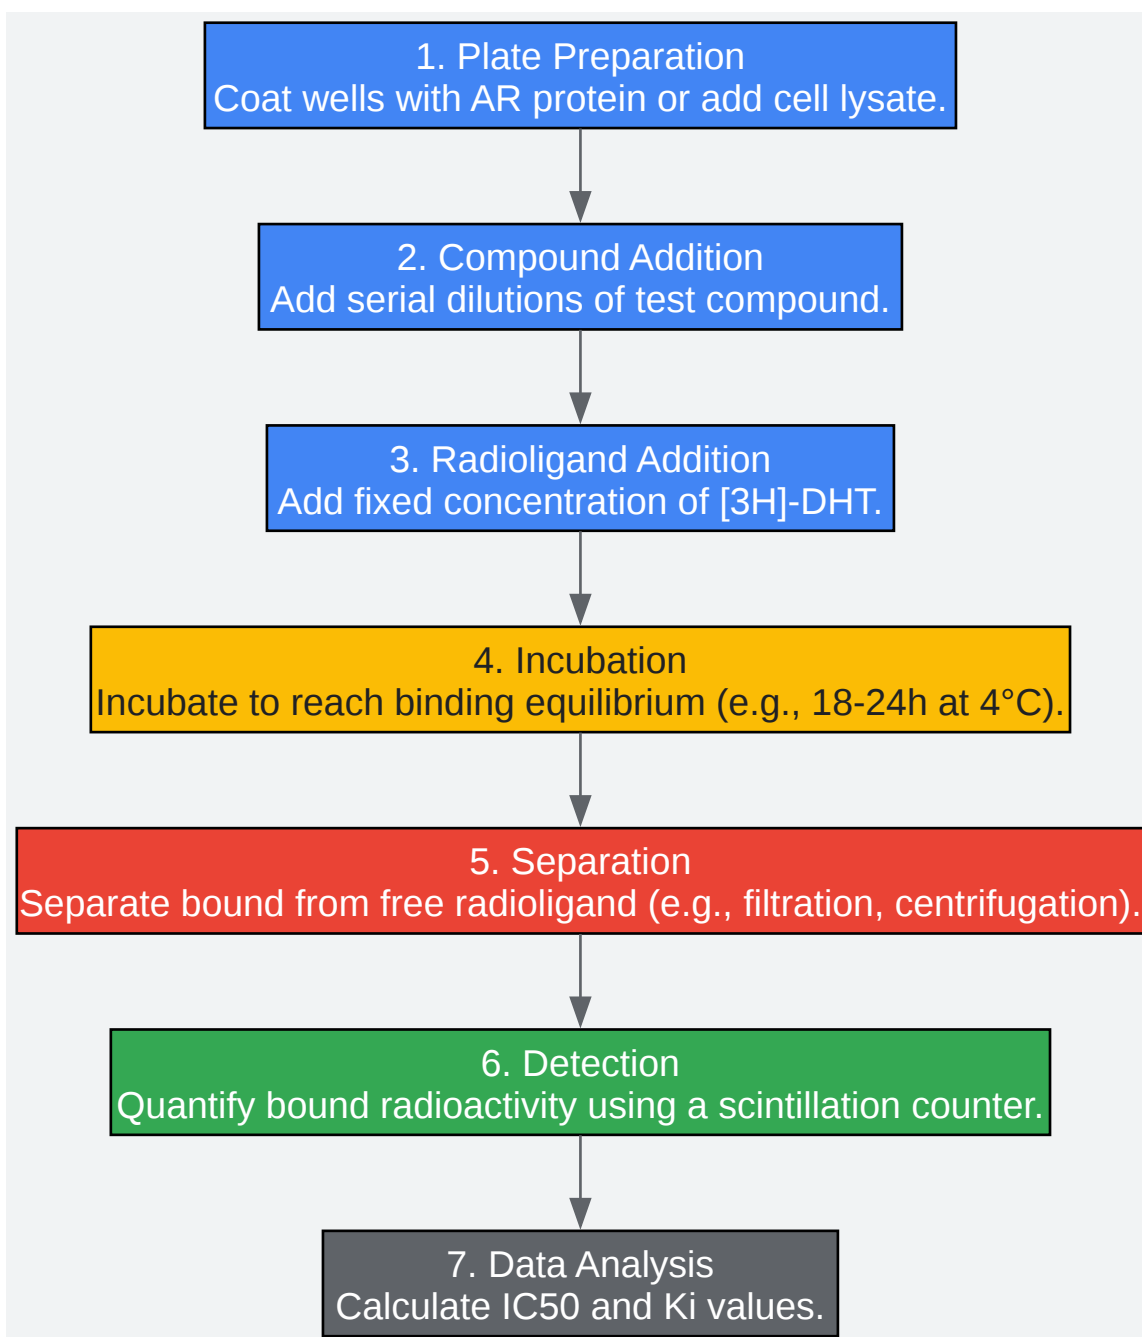 1. Plate Preparation
Coat wells with AR protein or add cell lysate.
2. Compound Addition
Add serial dilutions of test compound.
3. Radioligand Addition
Add fixed concentration of [3H]-DHT.
4. Incubation
Incubate to reach binding equilibrium (e.g., 18-24h at 4°C).
5. Separation
Separate bound from free radioligand (e.g., filtration, centrifugation).
6. Detection
Quantify bound radioactivity using a scintillation counter.
7. Data Analysis
Calculate IC50 and Ki values.